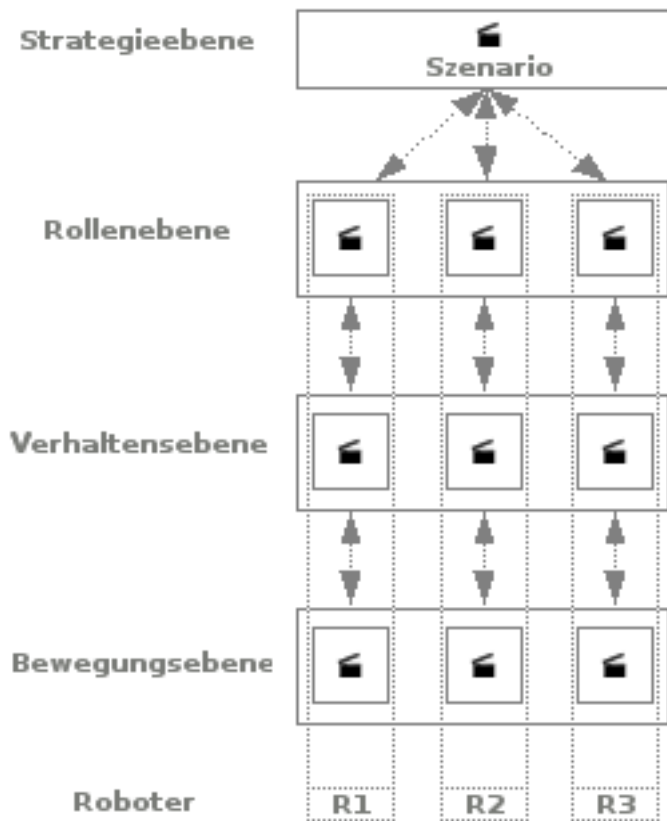 Strategieebene
Szenario
Rollenebene
Verhaltensebene
Bewegungsebene
Roboter R1 R2 R3